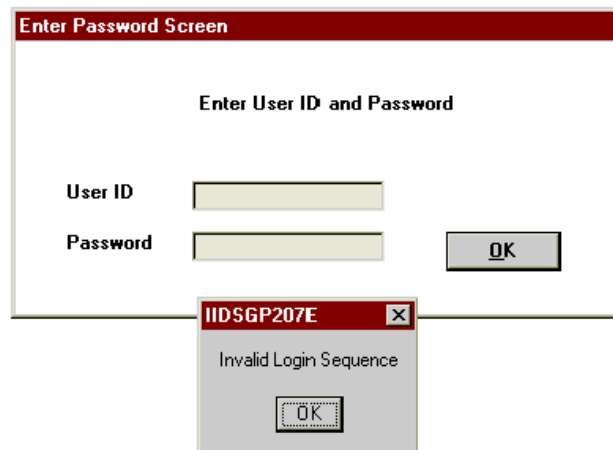 Enter Password Screen
Enter User ID and Password
User ID
Password
OK
IIDSGP207E
Invalid Login Sequence
OK